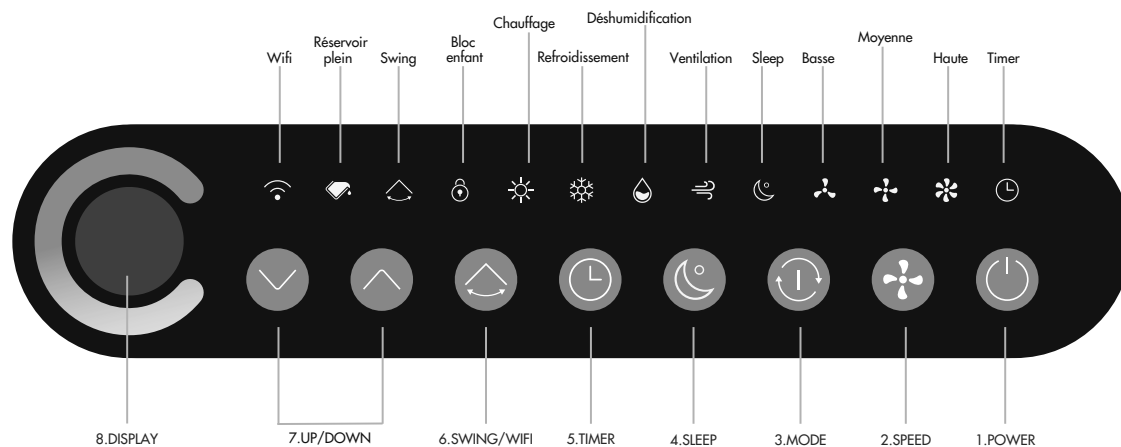 Wifi
Réservoir
plein
Swing
Bloc
enfant
Chauffage
Refroidissement
Déshumidification
Ventilation
Sleep
Basse
Moyenne
Haute
Timer
8.DISPLAY
7.UP/DOWN
6.SWING/WIFI
5.TIMER
4.SLEEP
3.MODE
2.SPEED
1.POWER